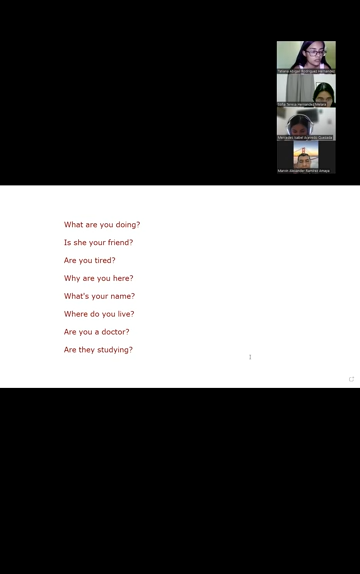 What are you doing?
Is she your friend?
Are you tired?
Why are you here?
What's your name?
Where do you live?
Are you a doctor?
Are they studying?
12